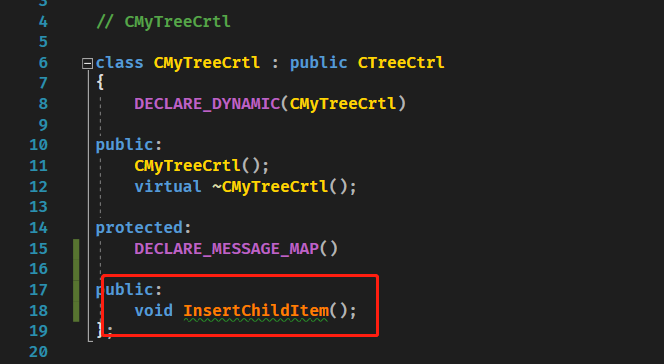 3
4 // CMyTreeCrtl
5
6 class CMyTreeCrtl : public CTreeCtrl
7 {
8 DECLARE_DYNAMIC(CMyTreeCrtl)
9
10 public:
11 CMyTreeCrtl();
12 virtual ~CMyTreeCrtl();
13
14 protected:
15 DECLARE_MESSAGE_MAP()
16
17 public:
18 void InsertChildItem();
19 };
20